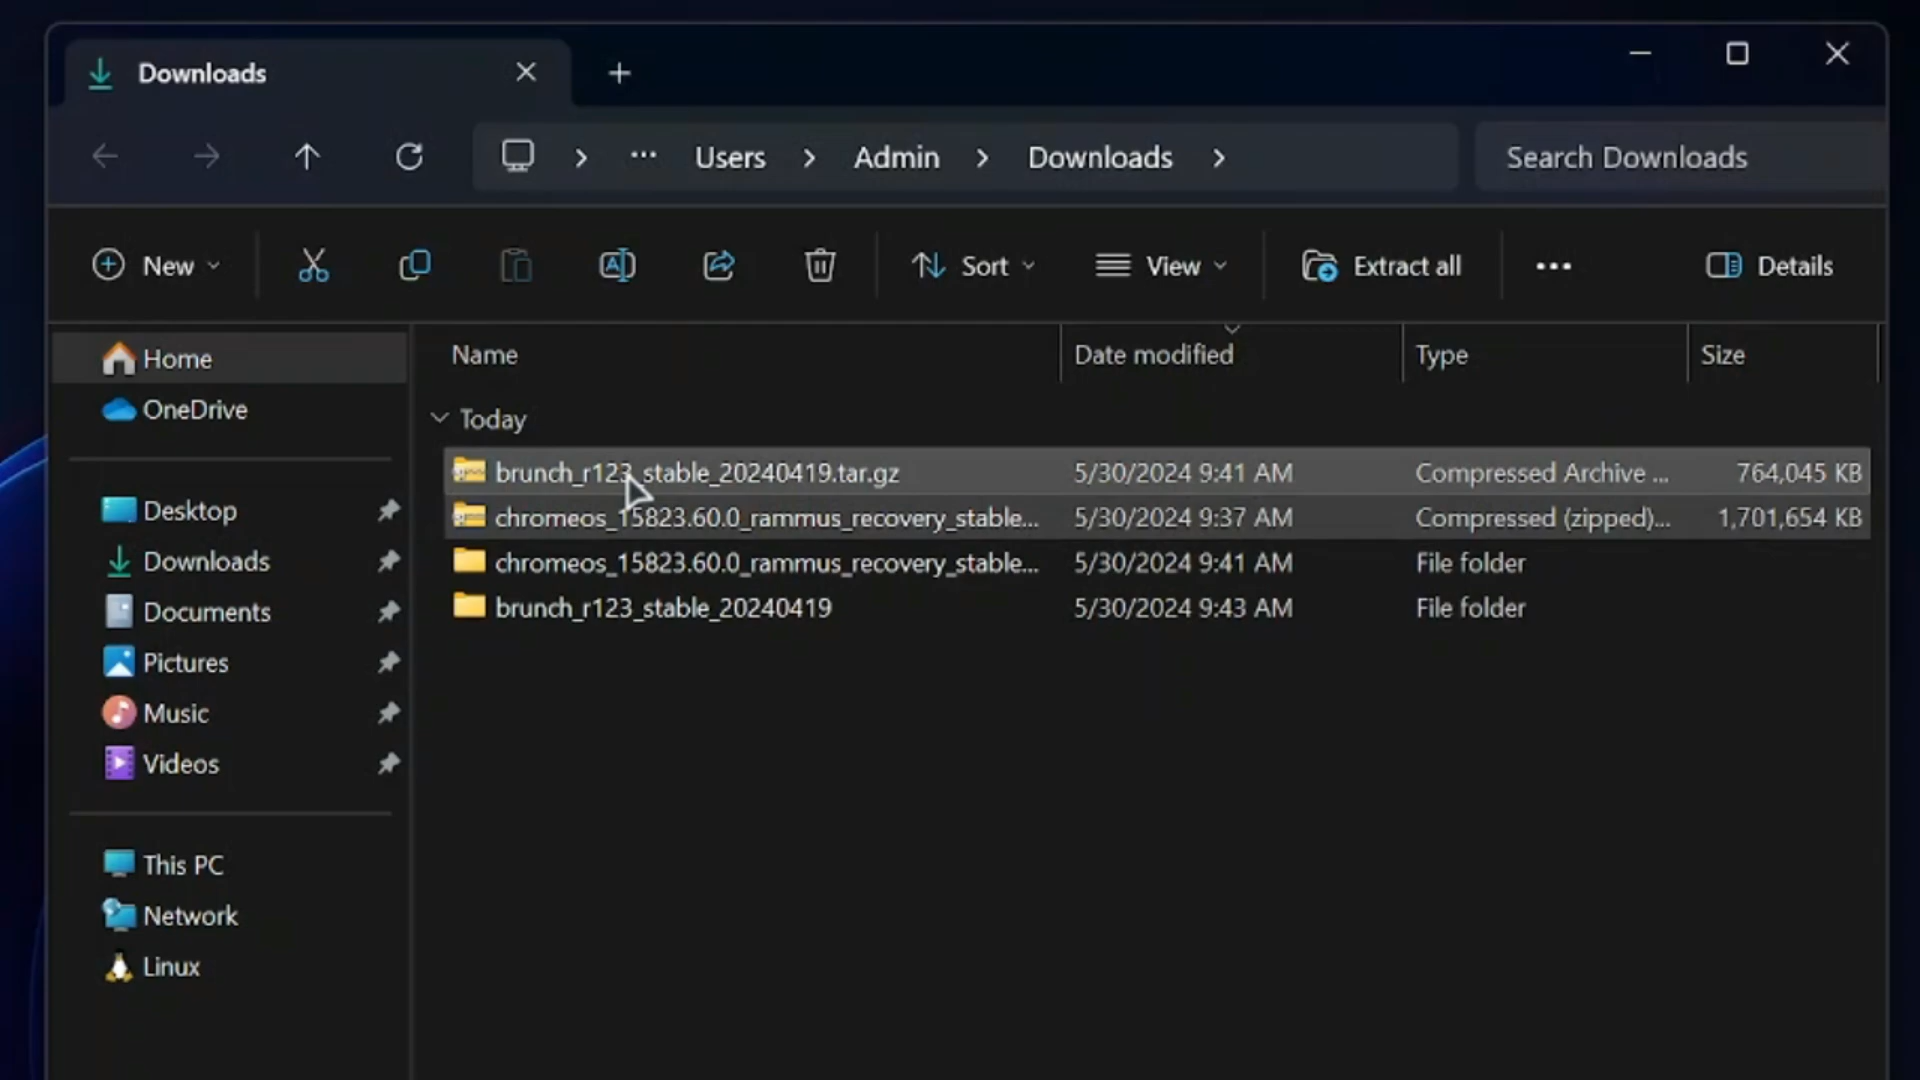 Downloads
Users > Admin > Downloads >
Search Downloads
New
Sort
View
Extract all
Details
Home
OneDrive
Desktop
Downloads
Documents
Pictures
Music
Videos
This PC
Network
Linux
Name Date modified Type Size
Today
brunch_r123_stable_20240419.tar.gz 5/30/2024 9:41 AM Compressed Archive ... 764,045 KB
chromeos_15823.60.0_rammus_recovery_stable... 5/30/2024 9:37 AM Compressed (zipped)... 1,701,654 KB
chromeos_15823.60.0_rammus_recovery_stable... 5/30/2024 9:41 AM File folder
brunch_r123_stable_20240419 5/30/2024 9:43 AM File folder